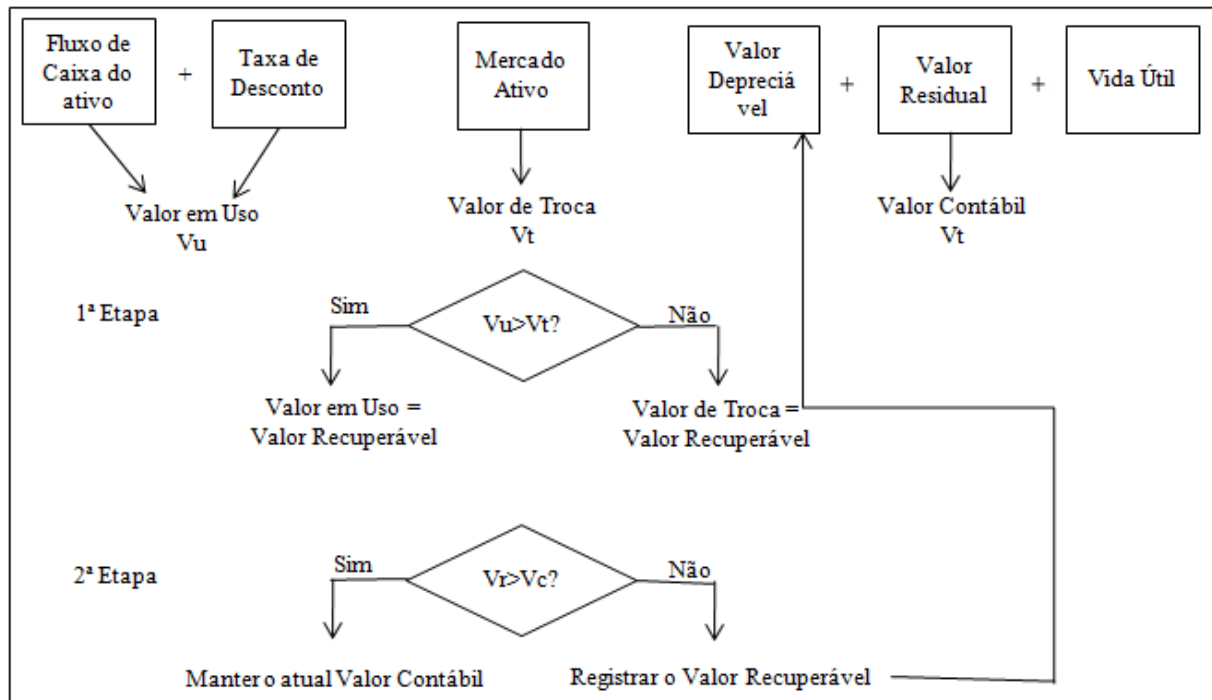 Fluxo de
Caixa do
ativo
+
Taxa de
Desconto
Mercado
Ativo
Valor
Depreciá
vel
+
Valor
Residual
+
Vida Útil
Valor em Uso
Vu
Valor de Troca
Vt
Valor Contábil
Vt
1ª Etapa
Sim
Vu>Vt?
Não
Valor em Uso =
Valor Recuperável
Valor de Troca =
Valor Recuperável
2ª Etapa
Sim
Vr>Vc?
Não
Manter o atual Valor Contábil
Registrar o Valor Recuperável